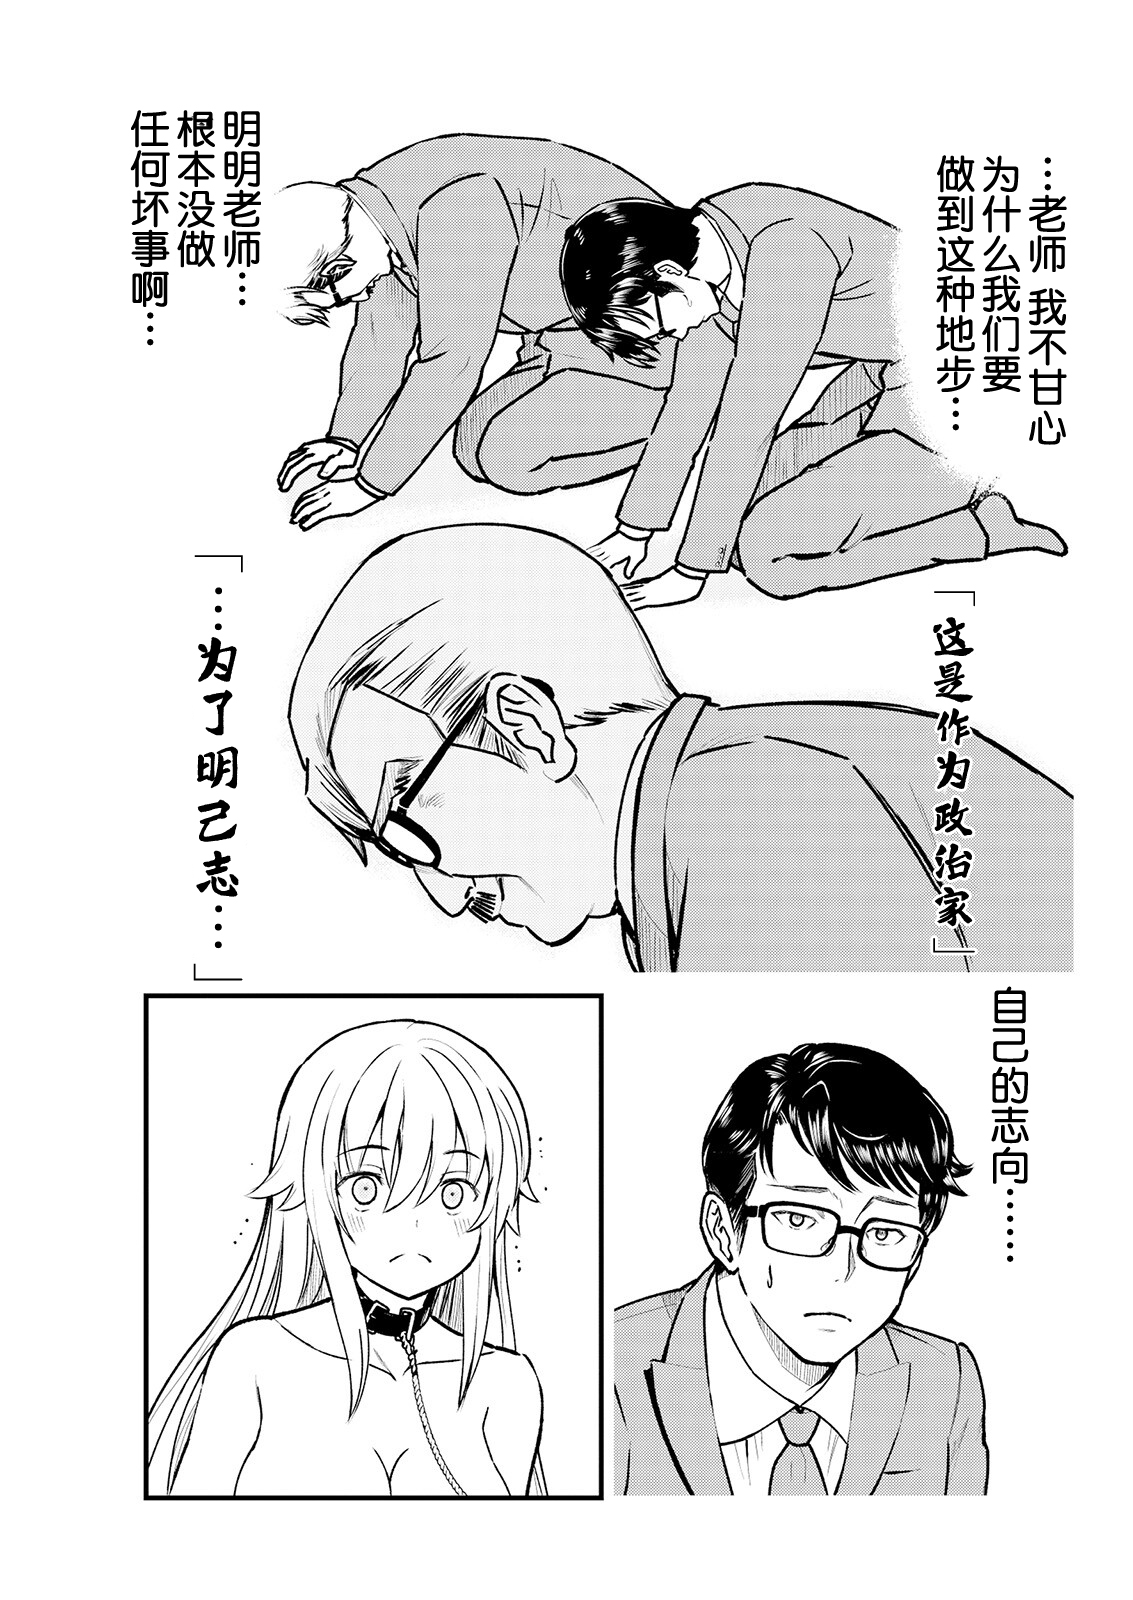 …老师 我不甘心
为什么我们要
做到这种地步…
明明老师…
根本没做
任何坏事啊…
「这是作为政治家」
「…为了明己志…」
自己的志向……